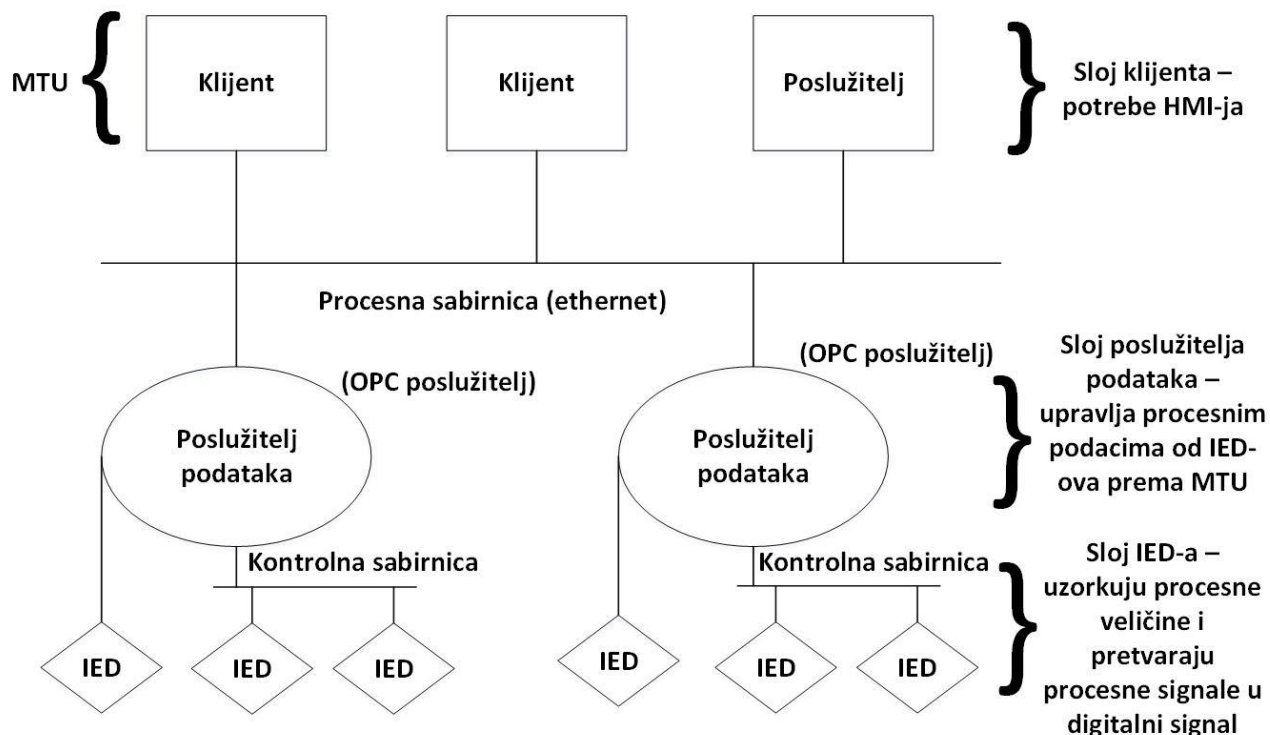 MTU
Klijent
Klijent
Poslužitelj
Sloj klijenta –
potrebe HMI-ja
Procesna sabirnica (ethernet)
(OPC poslužitelj)
Poslužitelj
podataka
(OPC poslužitelj)
Poslužitelj
podataka
Sloj poslužitelja
podataka –
upravlja procesnim
podacima od IED-
ova prema MTU
Kontrolna sabirnica
Kontrolna sabirnica
IED
IED
IED
IED
IED
IED
Sloj IED-a –
uzorkuju procesne
veličine i
pretvaraju
procesne signale u
digitalni signal